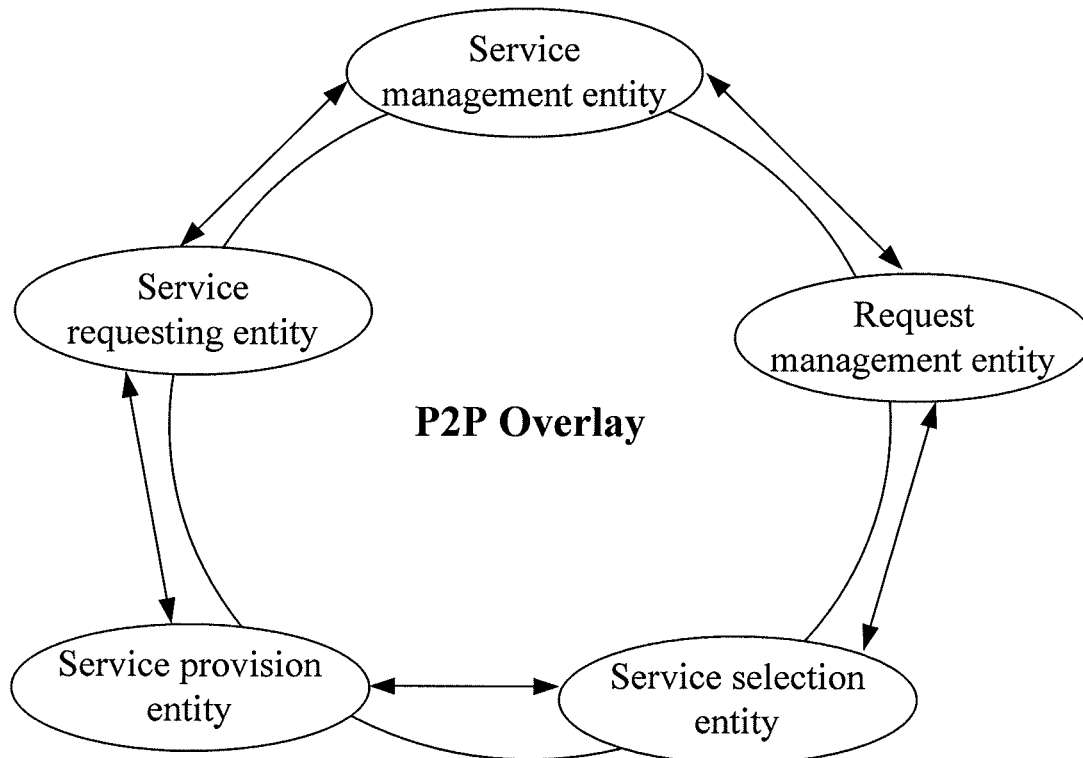 Service
management entity
Service
requesting entity
Request
management entity
P2P Overlay
Service provision
entity
Service selection
entity